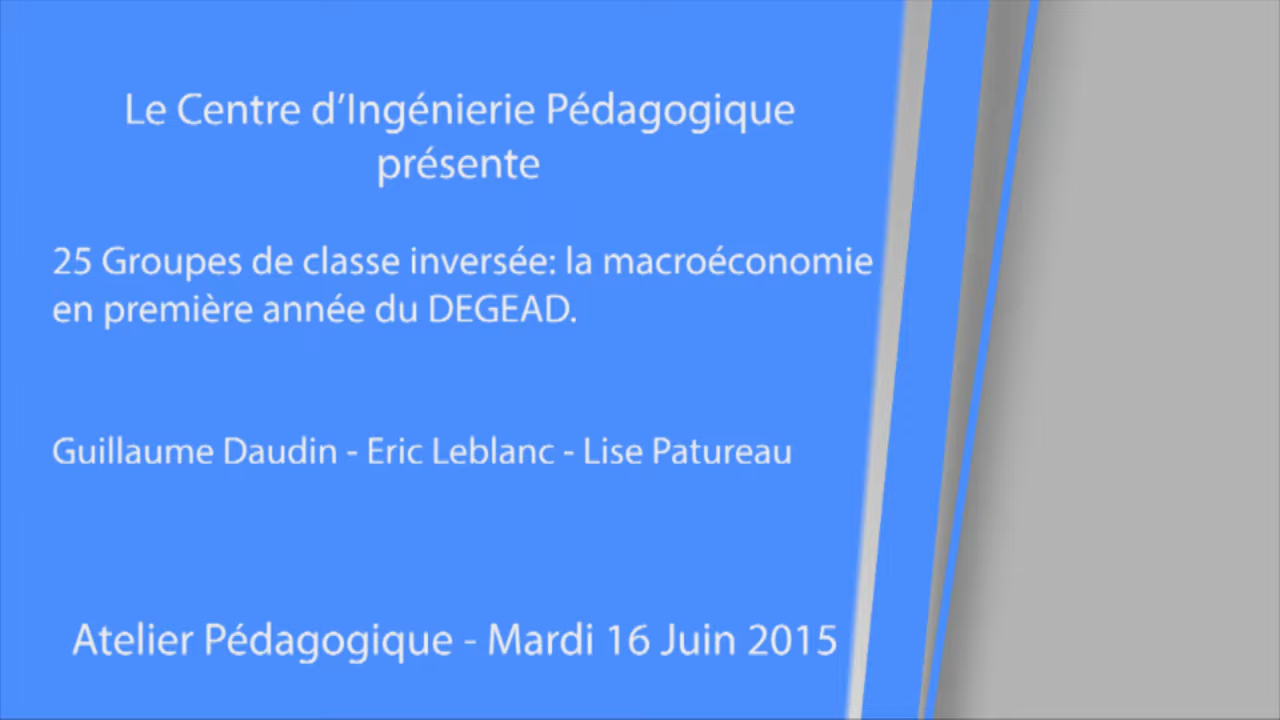 Le Centre d’Ingénierie Pédagogique
présente
25 Groupes de classe inversée: la macroéconomie
en première année du DEGEAD.
Guillaume Daudin - Eric Leblanc - Lise Patureau
Atelier Pédagogique - Mardi 16 Juin 2015